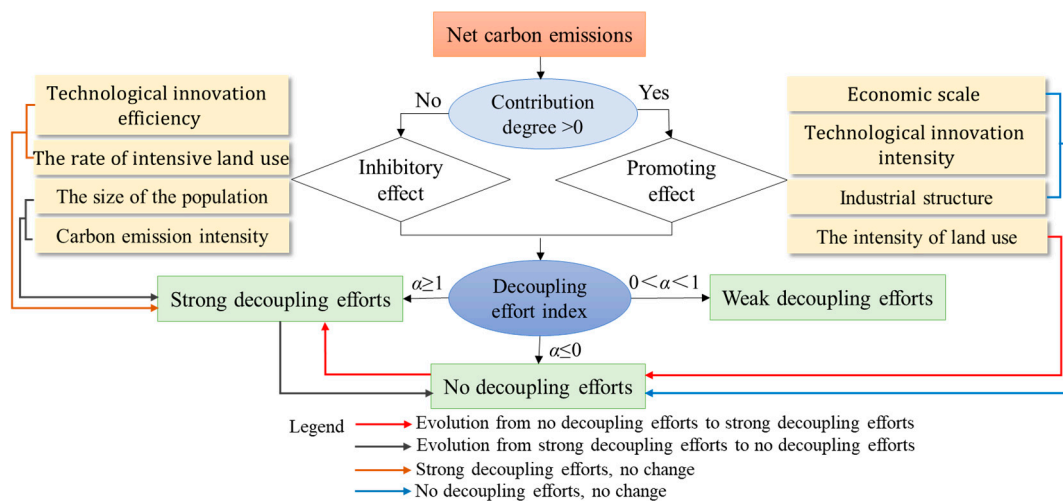 Net carbon emissions
No
Contribution
degree >0
Yes
Technological innovation
efficiency
The rate of intensive land use
The size of the population
Carbon emission intensity
Inhibitory
effect
Promoting
effect
Economic scale
Technological innovation
intensity
Industrial structure
The intensity of land use
Strong decoupling efforts
α≥1
Decoupling
effort index
0<α<1
Weak decoupling efforts
α≤0
No decoupling efforts
Legend
Evolution from no decoupling efforts to strong decoupling efforts
Evolution from strong decoupling efforts to no decoupling efforts
Strong decoupling efforts, no change
No decoupling efforts, no change